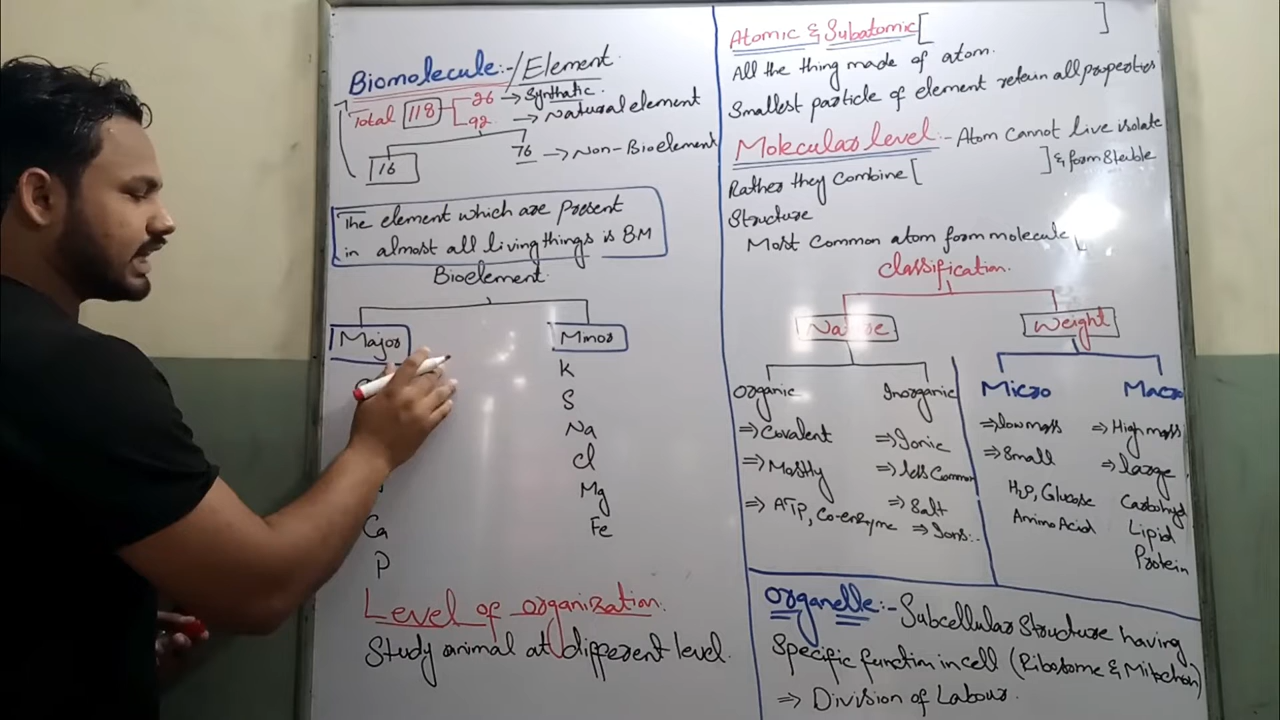 Biomolecule:-/Element
Total 118 26 → Synthatic.
92 → Natural element
16 76 → Non-Bioelement
The element which are present
in almost all living things is BM
Bioelement
Major Minor
K
S
Na
Cl
Mg
Fe
Ca
P
Level of organization
Study animal at different level.
Atomic & Subatomic [ ]
All the thing made of atom.
Smallest particle of element retain all properties
Molecular level:- Atom cannot live isolate
Rather they Combine [ ] & form Stable
Structure
Most Common atom form molecule
classification.
Nature Weight
Organic Inorganic
⇒ Covalent ⇒ Ionic
⇒ Mostly ⇒ less Common
⇒ ATP, Co-enzyme ⇒ Salt
⇒ Ions:.
Micro Macro
⇒ low mass ⇒ High mass
⇒ Small ⇒ large
H₂O, Glucose Carbohyd
Amino Acid Lipid
Protein
Organelle:- Subcellular Structure having
Specific function in cell (Ribosome & Mitochon)
⇒ Division of Labour.